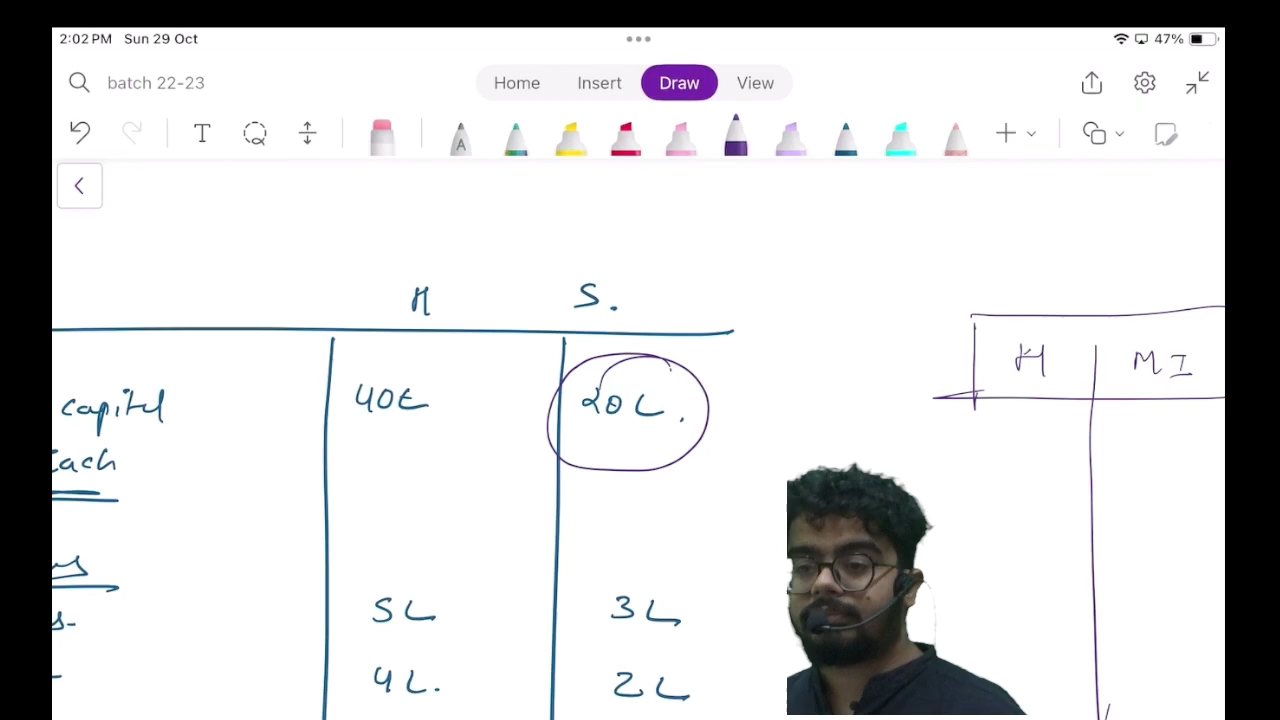 2:02 PM Sun 29 Oct
47%
batch 22-23
Home Insert Draw View
T
A
H S.
H MI
capital 40L 20L.
Each
5L 3L
4L. 2L